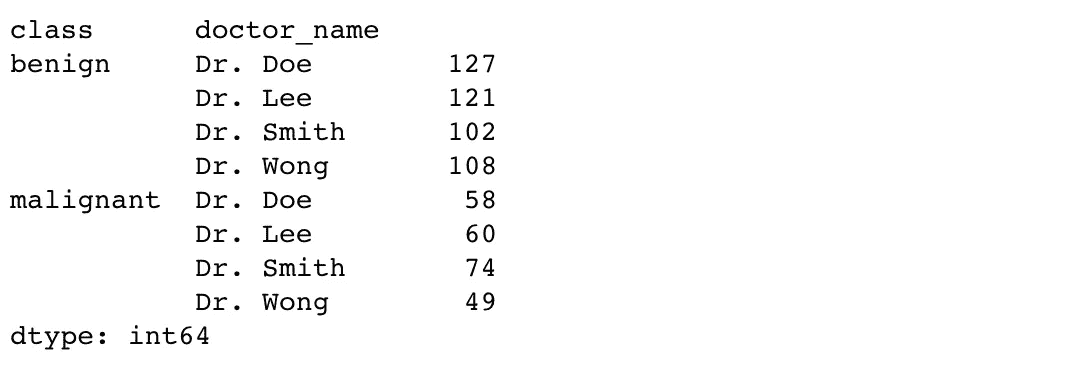 class      doctor_name
benign     Dr. Doe        127
           Dr. Lee        121
           Dr. Smith      102
           Dr. Wong       108
malignant  Dr. Doe         58
           Dr. Lee         60
           Dr. Smith       74
           Dr. Wong        49
dtype: int64